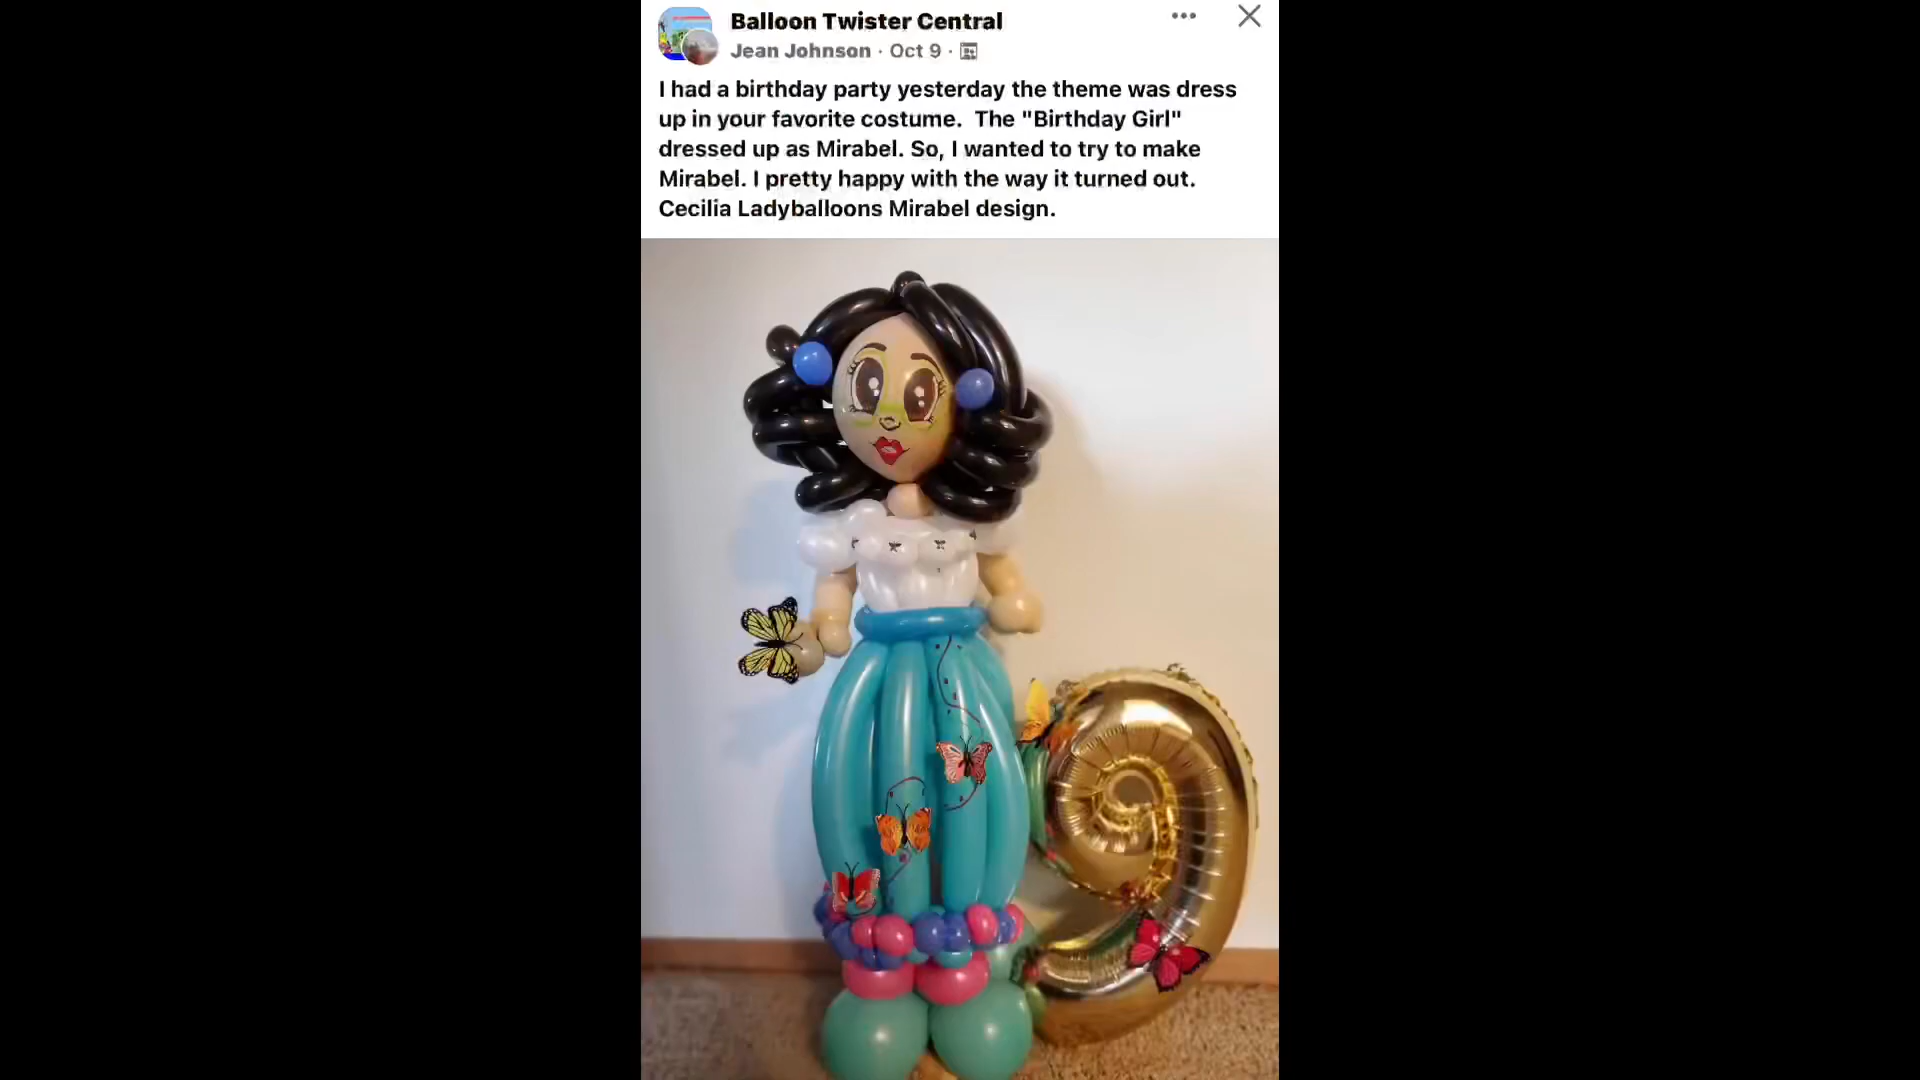 Balloon Twister Central
Jean Johnson · Oct 9 ·
I had a birthday party yesterday the theme was dress
up in your favorite costume.  The "Birthday Girl"
dressed up as Mirabel. So, I wanted to try to make
Mirabel. I pretty happy with the way it turned out.
Cecilia Ladyballoons Mirabel design.